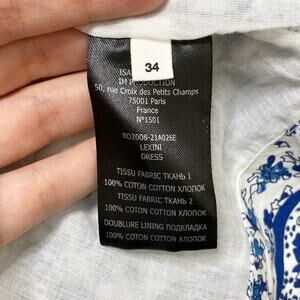 34
ISA
IM PRODUCTION
50, rue Croix des Petits Champs
75001 Paris
France
N°1501
RO2008-21A026E
LEXINI
DRESS
TISSU FABRIC ТКАНЬ 1
100% COTON COTTON ХЛОПОК
TISSU FABRIC ТКАНЬ 2
100% COTON COTTON ХЛОПОК
DOUBLURE LINING ПОДКЛАДКА
100% COTON COTTON ХЛОПОК